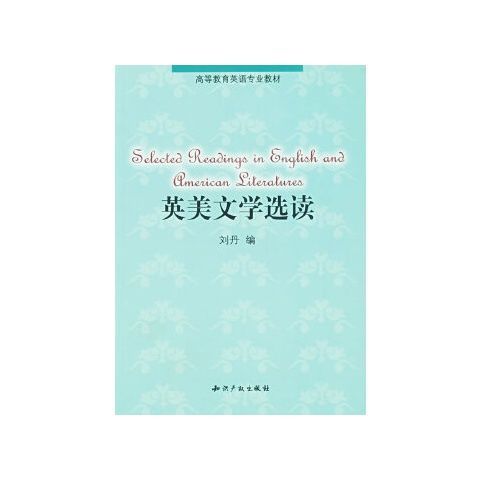 高等教育英语专业教材
Selected Readings in English and
American Literatures
英美文学选读
刘丹 编
知识产权出版社